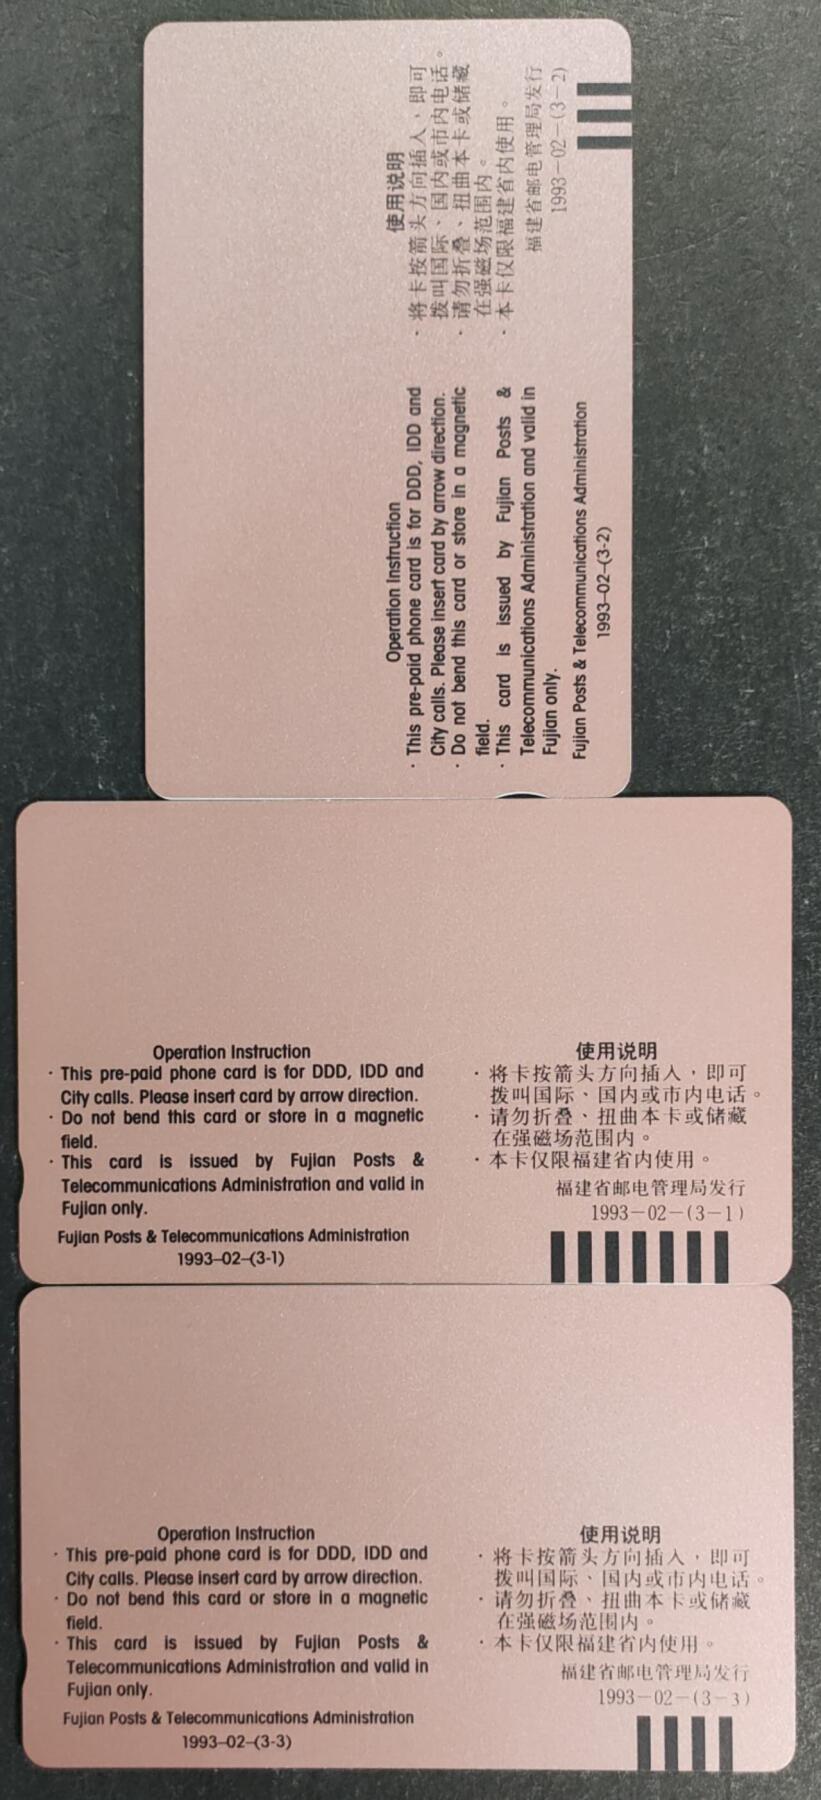 Operation Instruction
· This pre-paid phone card is for DDD, IDD and
City calls. Please insert card by arrow direction.
· Do not bend this card or store in a magnetic
field.
· This card is issued by Fujian Posts &
Telecommunications Administration and valid in
Fujian only.
Fujian Posts & Telecommunications Administration
1993–02–(3-2)
使用说明
· 将卡按箭头方向插入，即可
拨叫国际、国内或市内电话。
· 请勿折叠、扭曲本卡或储藏
在强磁场范围内。
· 本卡仅限福建省内使用。
福建省邮电管理局发行
1993－02－(3－2)
Operation Instruction
· This pre-paid phone card is for DDD, IDD and
City calls. Please insert card by arrow direction.
· Do not bend this card or store in a magnetic
field.
· This card is issued by Fujian Posts &
Telecommunications Administration and valid in
Fujian only.
Fujian Posts & Telecommunications Administration
1993–02–(3-1)
使用说明
· 将卡按箭头方向插入，即可
拨叫国际、国内或市内电话。
· 请勿折叠、扭曲本卡或储藏
在强磁场范围内。
· 本卡仅限福建省内使用。
福建省邮电管理局发行
1993－02－(3－1)
Operation Instruction
· This pre-paid phone card is for DDD, IDD and
City calls. Please insert card by arrow direction.
· Do not bend this card or store in a magnetic
field.
· This card is issued by Fujian Posts &
Telecommunications Administration and valid in
Fujian only.
Fujian Posts & Telecommunications Administration
1993–02–(3-3)
使用说明
· 将卡按箭头方向插入，即可
拨叫国际、国内或市内电话。
· 请勿折叠、扭曲本卡或储藏
在强磁场范围内。
· 本卡仅限福建省内使用。
福建省邮电管理局发行
1993－02－(3－3)